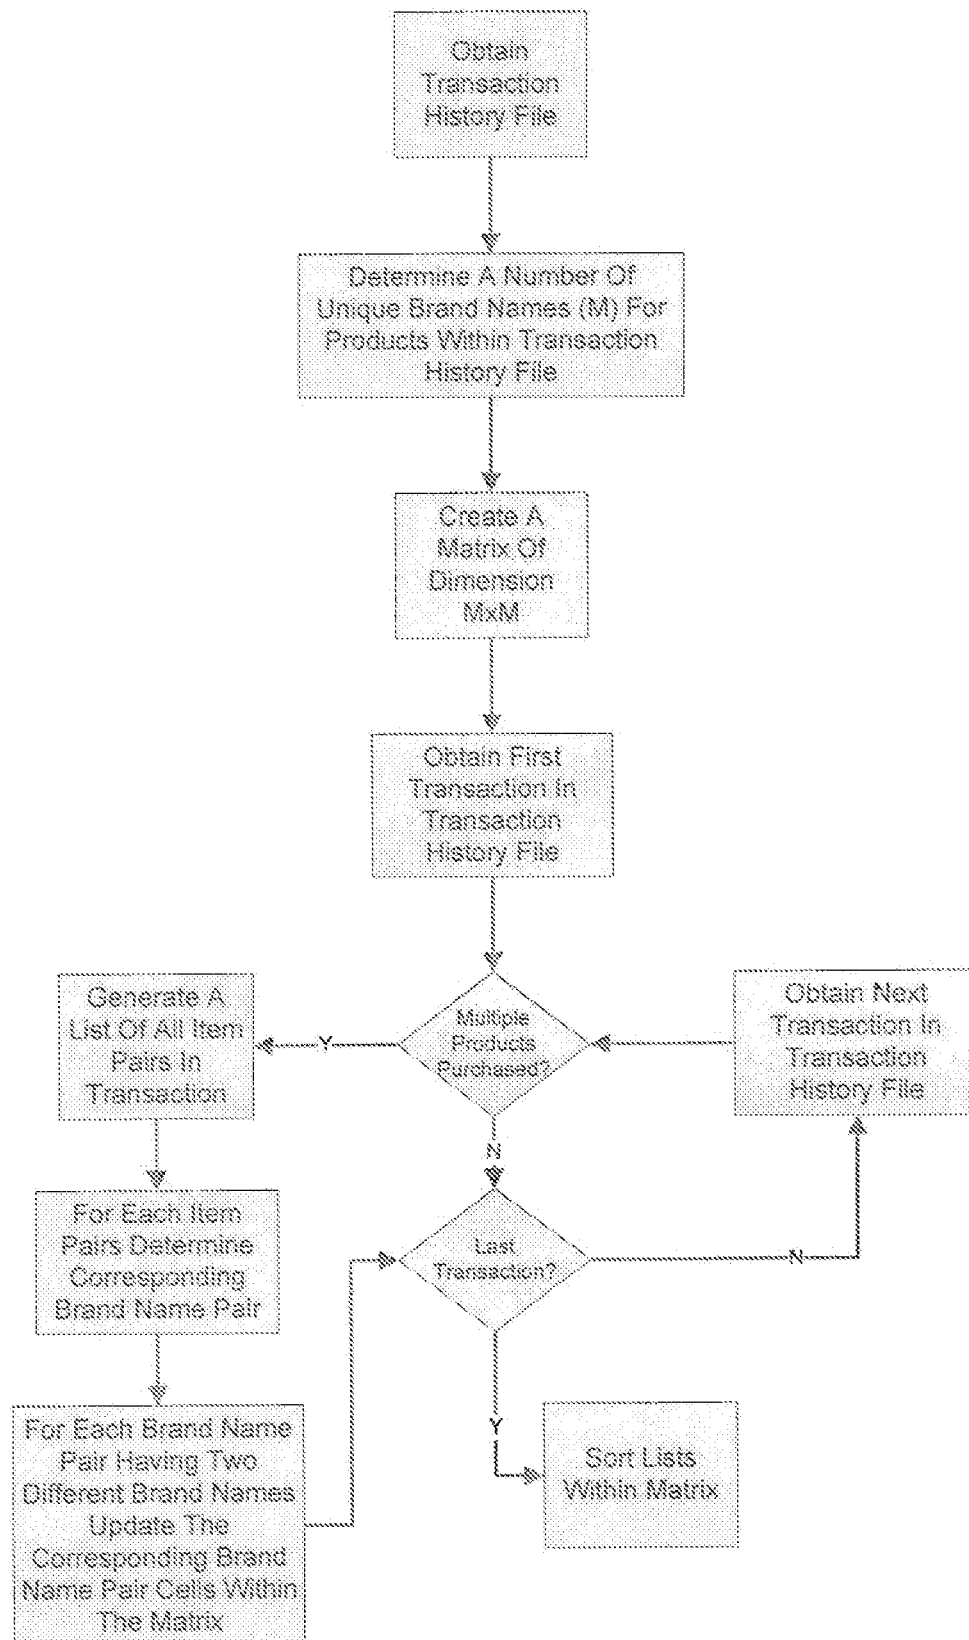 Obtain
Transaction
History File
Determine A Number Of
Unique Brand Names (M) For
Products Within Transaction
History File
Create A
Matrix Of
Dimension
MxM
Obtain First
Transaction In
Transaction
History File
Multiple
Products
Purchased?
Y
N
Generate A
List Of All Item
Pairs In
Transaction
For Each Item
Pairs Determine
Corresponding
Brand Name Pair
For Each Brand Name
Pair Having Two
Different Brand Names
Update The
Corresponding Brand
Name Pair Cells Within
The Matrix
Last
Transaction?
N
Y
Obtain Next
Transaction In
Transaction
History File
Sort Lists
Within Matrix